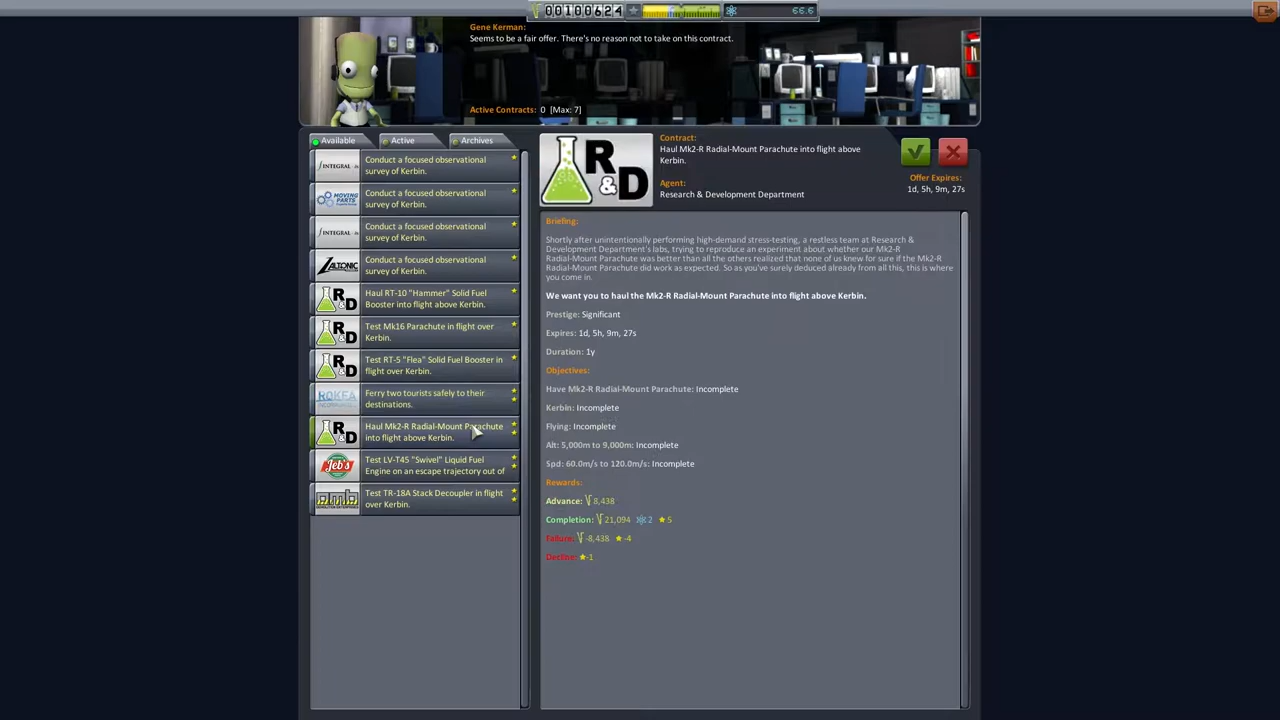 00100624
66.6
Gene Kerman:
Seems to be a fair offer. There's no reason not to take on this contract.
Active Contracts: 0 [Max: 7]
Available
Active
Archives
INTEGRAL
Conduct a focused observational
survey of Kerbin.
MOVING
PARTS
Conduct a focused observational
survey of Kerbin.
INTEGRAL
Conduct a focused observational
survey of Kerbin.
Conduct a focused observational
survey of Kerbin.
R&D
Haul RT-10 "Hammer" Solid Fuel
Booster into flight above Kerbin.
R&D
Test Mk16 Parachute in flight over
Kerbin.
R&D
Test RT-5 "Flea" Solid Fuel Booster in
flight over Kerbin.
ROKEA
Ferry two tourists safely to their
destinations.
R&D
Haul Mk2-R Radial-Mount Parachute
into flight above Kerbin.
Jeb's
Test LV-T45 "Swivel" Liquid Fuel
Engine on an escape trajectory out of
Test TR-18A Stack Decoupler in flight
over Kerbin.
R&D
Contract:
Haul Mk2-R Radial-Mount Parachute into flight above
Kerbin.
Agent:
Research & Development Department
Offer Expires:
1d, 5h, 9m, 27s
Briefing:
Shortly after unintentionally performing high-demand stress-testing, a restless team at Research &
Development Department's labs, trying to reproduce an experiment about whether our Mk2-R
Radial-Mount Parachute was better than all the others realized that none of us knew for sure if the Mk2-R
Radial-Mount Parachute did work as expected. So as you've surely deduced already from all this, this is where
you come in.
We want you to haul the Mk2-R Radial-Mount Parachute into flight above Kerbin.
Prestige: Significant
Expires: 1d, 5h, 9m, 27s
Duration: 1y
Objectives:
Have Mk2-R Radial-Mount Parachute: Incomplete
Kerbin: Incomplete
Flying: Incomplete
Alt: 5,000m to 9,000m: Incomplete
Spd: 60.0m/s to 120.0m/s: Incomplete
Rewards:
Advance: 8,438
Completion: 21,094 2 5
Failure: -8,438 -4
Decline: -1